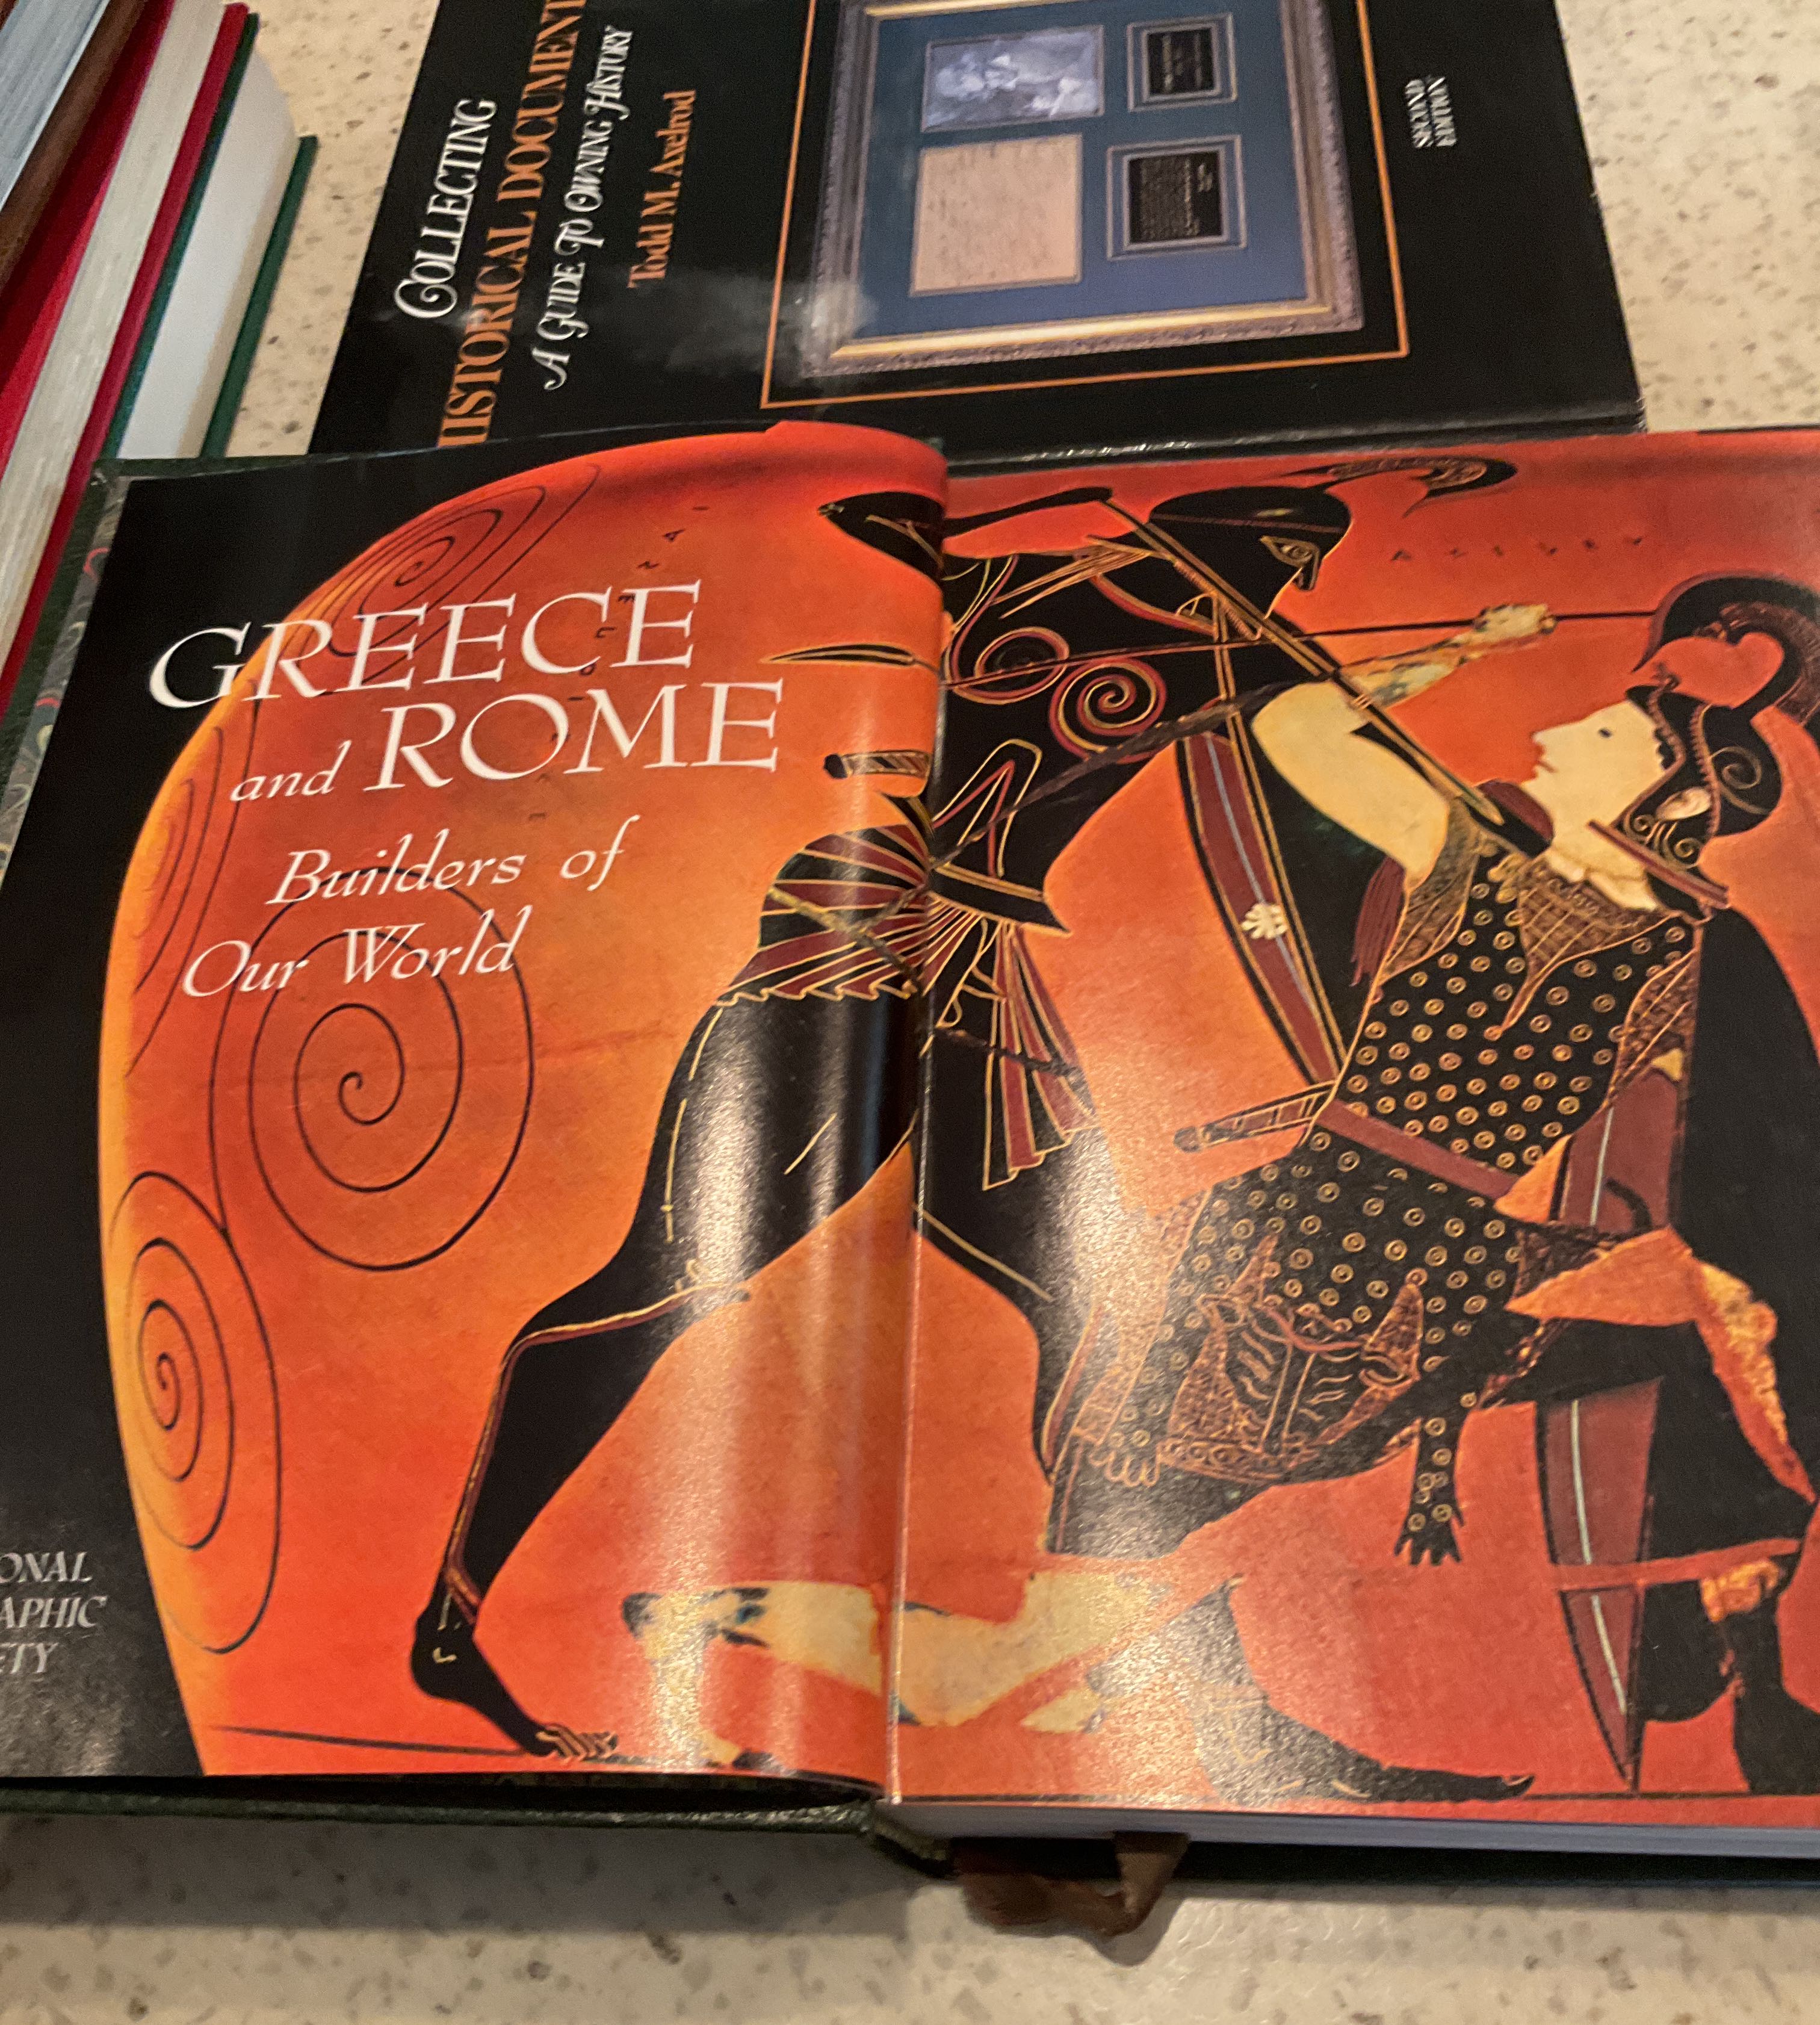 COLLECTING
HISTORICAL DOCUMENT
A GUIDE TO OWNING HISTORY
Todd M. Axelrod
SECOND
EDITION
GREECE
and ROME
Builders of
Our World
ONAL
APHIC
ETY